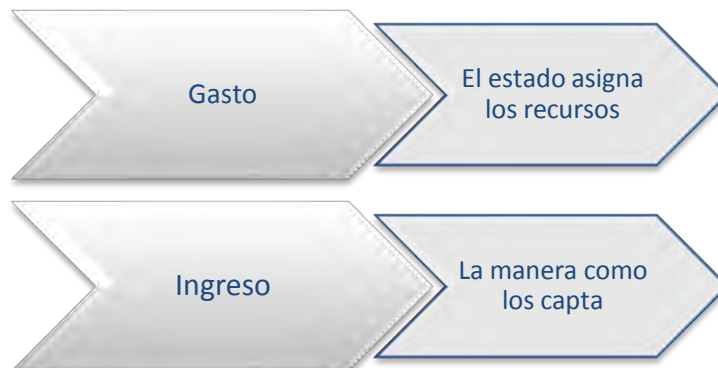 Gasto
El estado asigna
los recursos
Ingreso
La manera como
los capta